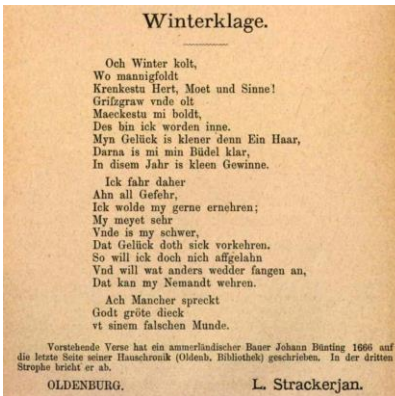 Winterklage.
Och Winter kolt,
Wo mannigfoldt
Krenkestu Hert, Moet und Sinne!
Grifzgraw vnde olt
Maeckestu mi boldt,
Des bin ick worden inne.
Myn Gelück is klener denn Ein Haar,
Darna is mi min Büdel klar,
In disem Jahr is kleen Gewinne.
Ick fahr daher
Ahn all Gefehr,
Ick wolde my gerne ernehren;
My meyet sehr
Vnde is my schwer,
Dat Gelück doth sick vorkehren.
So will ick doch nich affgelahn
Vnd will wat anders wedder fangen an,
Dat kan my Nemandt wehren.
Ach Mancher spreckt
Godt gröte dieck
vt sinem falschen Munde.
Vorstehende Verse hat ein ammerländischer Bauer Johann Bünting 1666 auf
die letzte Seite seiner Hauschronik (Oldenb. Bibliothek) geschrieben. In der dritten
Strophe bricht er ab.
OLDENBURG. L. Strackerjan.